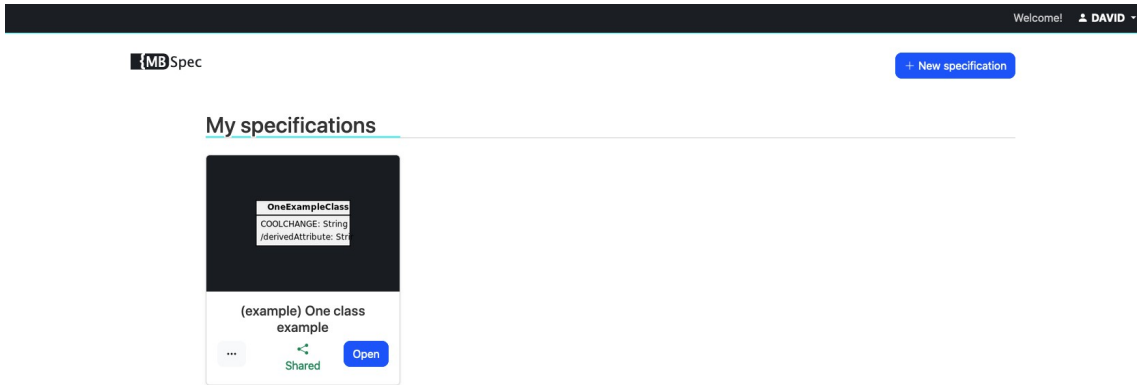 Welcome! DAVID
{MB}Spec
+ New specification
My specifications
OneExampleClass
COOLCHANGE: String
/derivedAttribute: Stri
(example) One class
example
...
Shared
Open